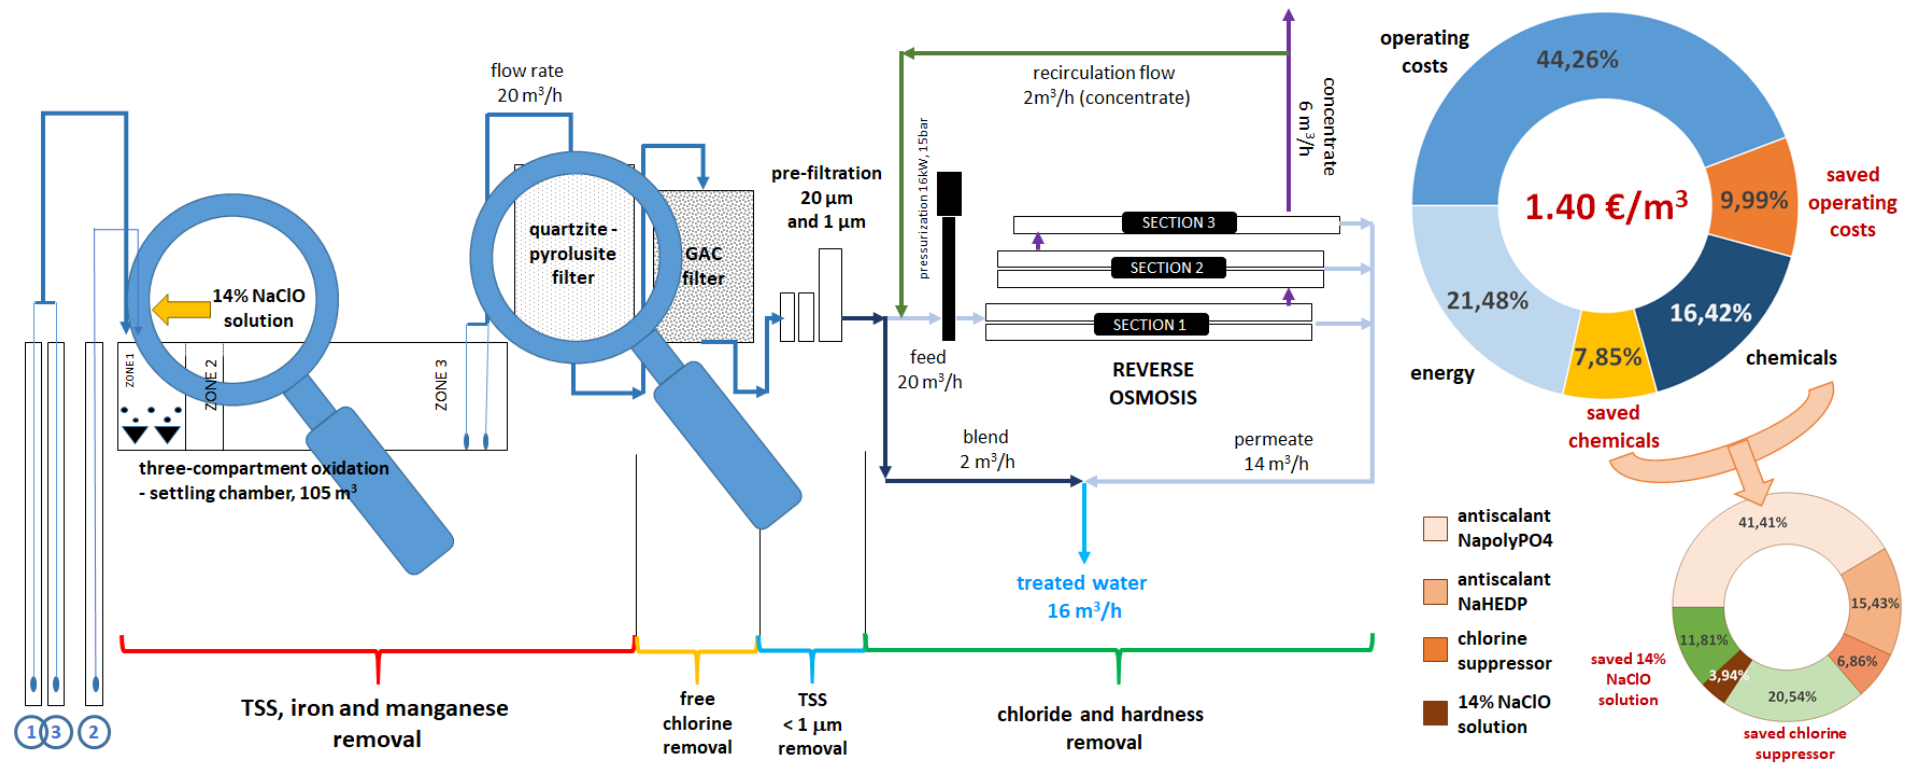 flow rate
20 m³/h
14% NaClO
solution
ZONE 1
ZONE 2
ZONE 3
three-compartment oxidation
- settling chamber, 105 m³
1
3
2
quartzite -
pyrolusite
filter
GAC
filter
pre-filtration
20 µm
and 1 µm
pressurization 16kW, 15bar
recirculation flow
2m³/h (concentrate)
concentrate
6 m³/h
SECTION 3
SECTION 2
SECTION 1
REVERSE
OSMOSIS
feed
20 m³/h
blend
2 m³/h
permeate
14 m³/h
treated water
16 m³/h
TSS, iron and manganese
removal
free
chlorine
removal
TSS
< 1 µm
removal
chloride and hardness
removal
operating
costs
44,26%
1.40 €/m³
9,99%
saved
operating
costs
21,48%
energy
7,85%
saved
chemicals
16,42%
chemicals
antiscalant
NapolyPO4
antiscalant
NaHEDP
chlorine
suppressor
14% NaClO
solution
41,41%
15,43%
6,86%
20,54%
3,94%
11,81%
saved 14%
NaClO
solution
saved chlorine
suppressor